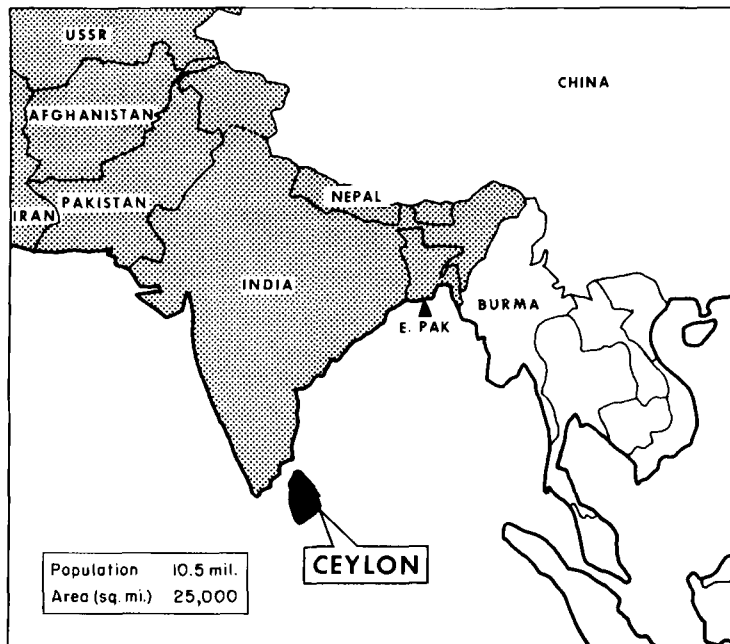 USSR
CHINA
AFGHANISTAN
IRAN
PAKISTAN
NEPAL
INDIA
BURMA
E. PAK
CEYLON
Population 10.5 mil.
Area (sq. mi.) 25,000